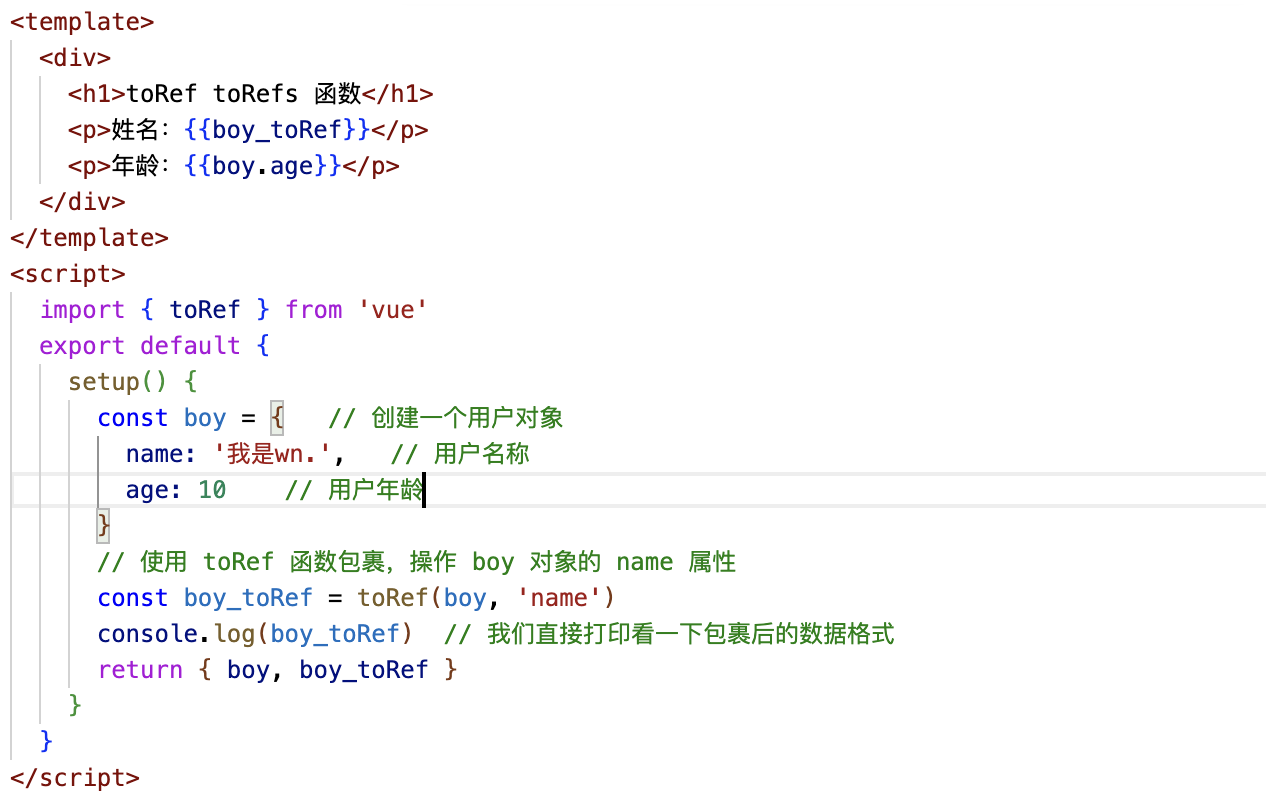 <template>
  <div>
    <h1>toRef toRefs 函数</h1>
    <p>姓名：{{boy_toRef}}</p>
    <p>年龄：{{boy.age}}</p>
  </div>
</template>
<script>
  import { toRef } from 'vue'
  export default {
    setup() {
      const boy = {   // 创建一个用户对象
        name: '我是wn.',   // 用户名称
        age: 10    // 用户年龄
      }
      // 使用 toRef 函数包裹，操作 boy 对象的 name 属性
      const boy_toRef = toRef(boy, 'name')
      console.log(boy_toRef)  // 我们直接打印看一下包裹后的数据格式
      return { boy, boy_toRef }
    }
  }
</script>